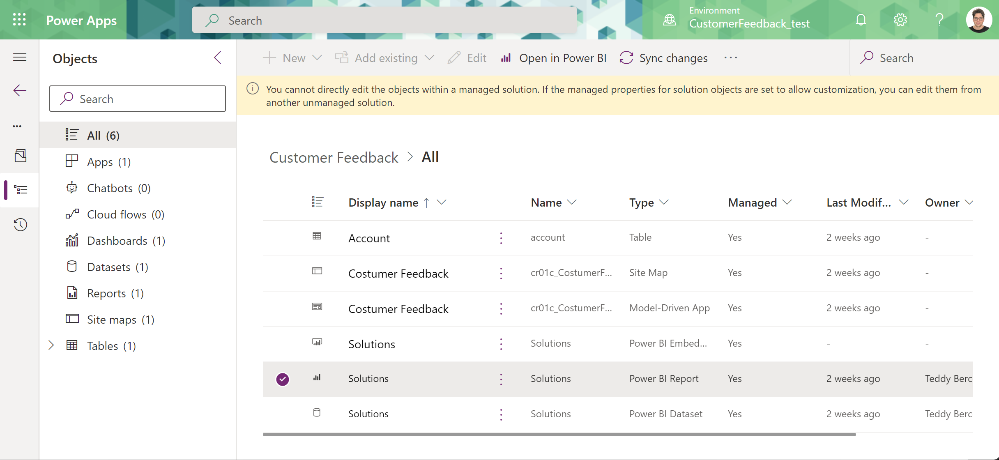 Power Apps
Search
Environment
CustomerFeedback_test
Objects
New
Add existing
Edit
Open in Power BI
Sync changes
Search
Search
You cannot directly edit the objects within a managed solution. If the managed properties for solution objects are set to allow customization, you can edit them from
another unmanaged solution.
All (6)
Apps (1)
Chatbots (0)
Cloud flows (0)
Dashboards (1)
Datasets (1)
Reports (1)
Site maps (1)
Tables (1)
Customer Feedback > All
Display name ↑ Name Type Managed Last Modif... Owner
Account account Table Yes 2 weeks ago -
Costumer Feedback cr01c_CostumerF... Site Map Yes 2 weeks ago -
Costumer Feedback cr01c_CostumerF... Model-Driven App Yes 2 weeks ago -
Solutions Solutions Power BI Embed... Yes - -
Solutions Solutions Power BI Report Yes 2 weeks ago Teddy Berc
Solutions Solutions Power BI Dataset Yes 2 weeks ago Teddy Berc